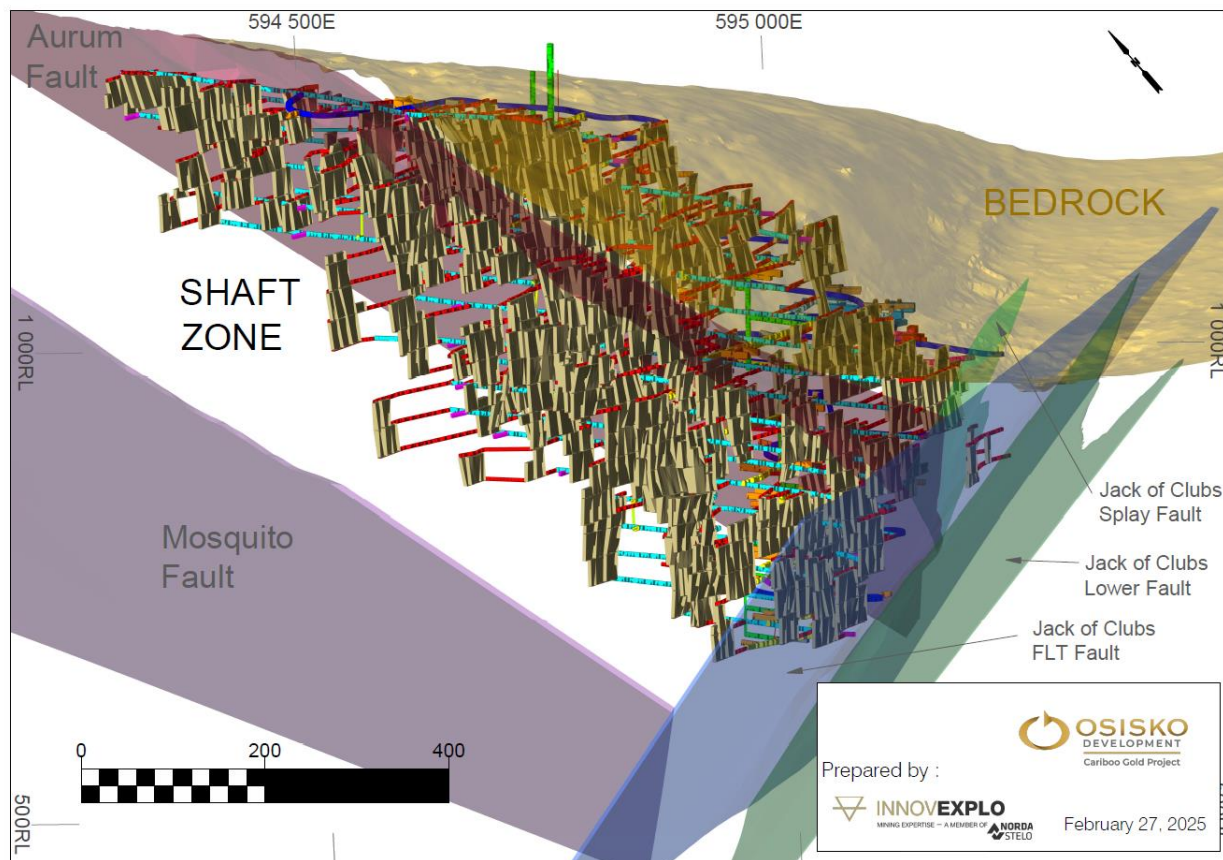 594 500E
595 000E
Aurum
Fault
N
BEDROCK
SHAFT
ZONE
1 000RL
1 000RL
Mosquito
Fault
Jack of Clubs
Splay Fault
Jack of Clubs
Lower Fault
Jack of Clubs
FLT Fault
0
200
400
500RL
OSISKO
DEVELOPMENT
Cariboo Gold Project
Prepared by :
INNOVEXPLO
MINING EXPERTISE – A MEMBER OF NORDA
STELO
February 27, 2025